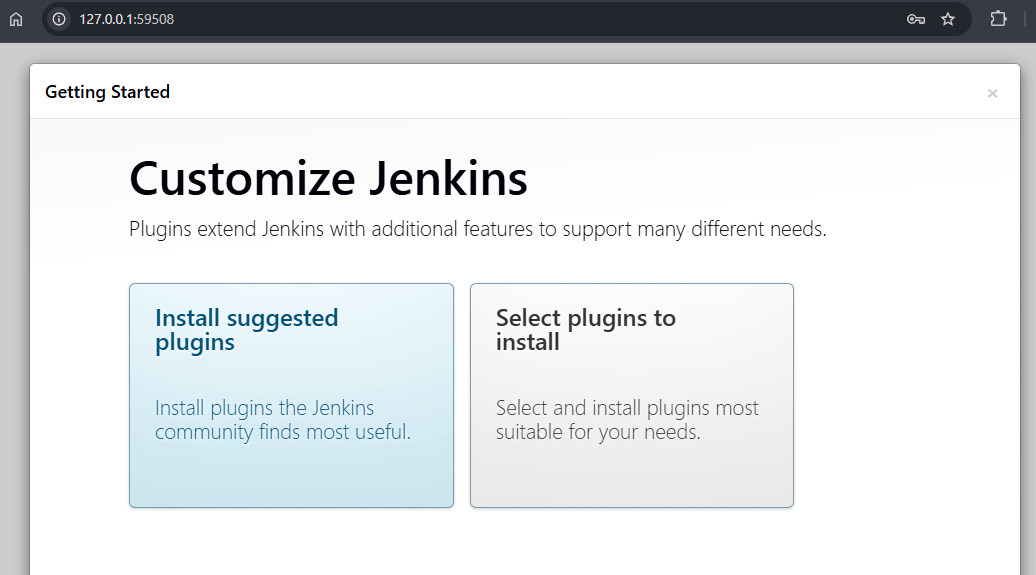 127.0.0.1:59508
Getting Started
×
Customize Jenkins
Plugins extend Jenkins with additional features to support many different needs.
Install suggested
plugins
Install plugins the Jenkins
community finds most useful.
Select plugins to
install
Select and install plugins most
suitable for your needs.